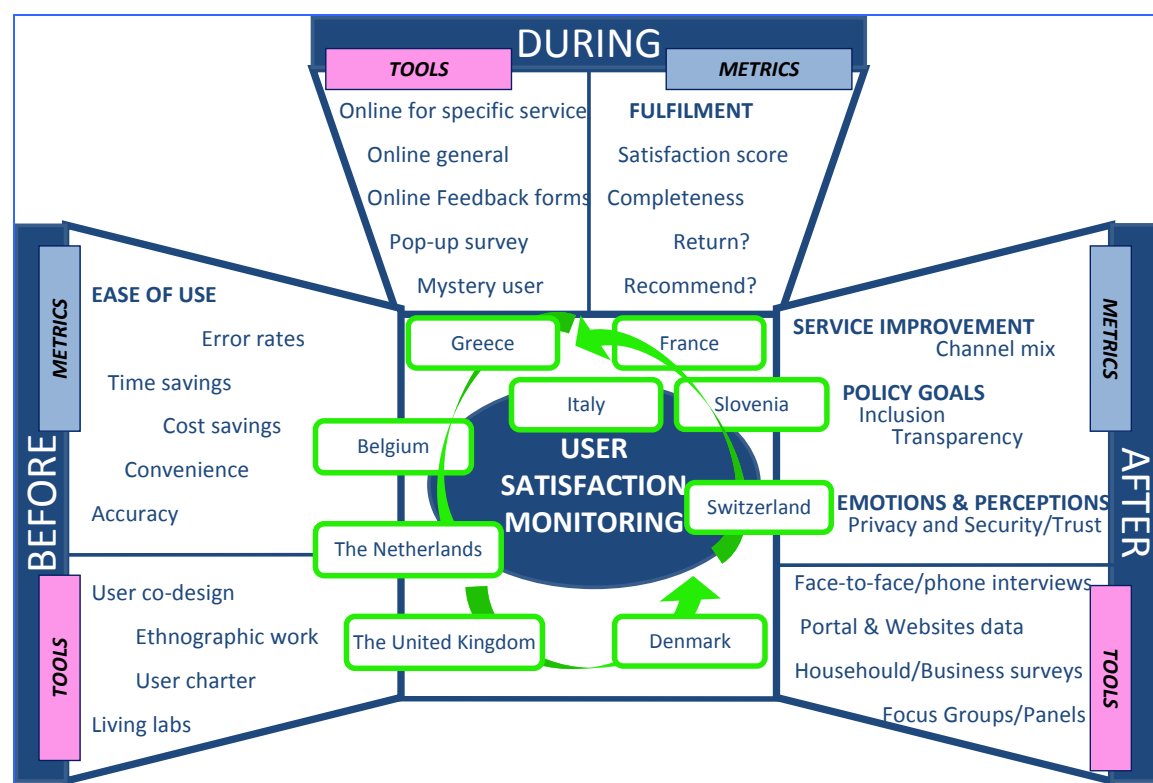 DURING
TOOLS
METRICS
Online for specific service
Online general
Online Feedback forms
Pop-up survey
Mystery user
FULFILMENT
Satisfaction score
Completeness
Return?
Recommend?
BEFORE
METRICS
EASE OF USE
Error rates
Time savings
Cost savings
Convenience
Accuracy
TOOLS
User co-design
Ethnographic work
User charter
Living labs
Greece
France
Italy
Slovenia
Belgium
USER
SATISFACTION
MONITORING
Switzerland
The Netherlands
The United Kingdom
Denmark
AFTER
METRICS
SERVICE IMPROVEMENT
Channel mix
POLICY GOALS
Inclusion
Transparency
EMOTIONS & PERCEPTIONS
Privacy and Security/Trust
TOOLS
Face-to-face/phone interviews
Portal & Websites data
Househould/Business surveys
Focus Groups/Panels